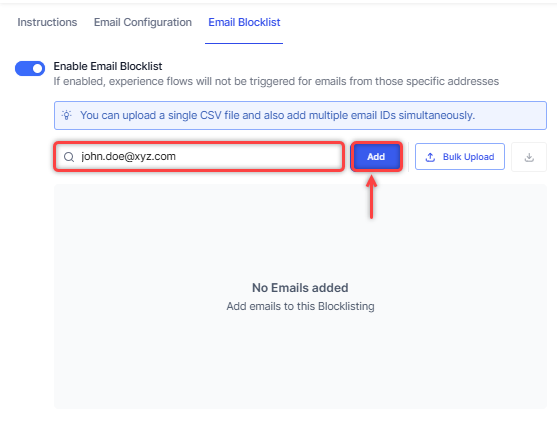 Instructions Email Configuration Email Blocklist
Enable Email Blocklist
If enabled, experience flows will not be triggered for emails from those specific addresses
You can upload a single CSV file and also add multiple email IDs simultaneously.
john.doe@xyz.com Add Bulk Upload
No Emails added
Add emails to this Blocklisting